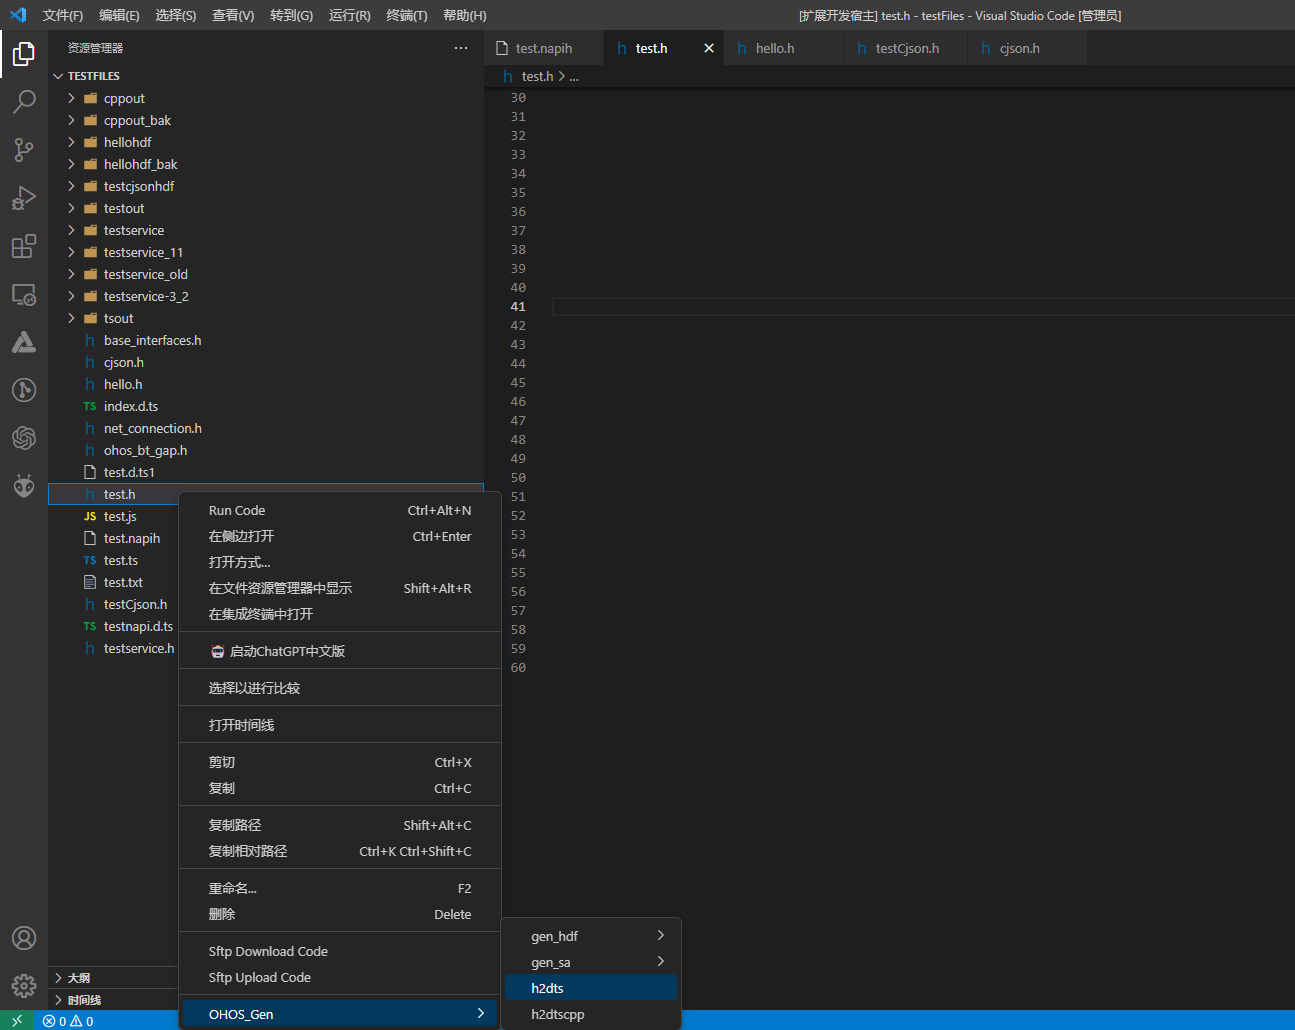 文件(F) 编辑(E) 选择(S) 查看(V) 转到(G) 运行(R) 终端(T) 帮助(H) [扩展开发宿主] test.h - testFiles - Visual Studio Code [管理员]
资源管理器 ...
TESTFILES
cppout
cppout_bak
hellohdf
hellohdf_bak
testcjsonhdf
testout
testservice
testservice_11
testservice_old
testservice-3_2
tsout
h base_interfaces.h
h cjson.h
h hello.h
TS index.d.ts
h net_connection.h
h ohos_bt_gap.h
test.d.ts1
h test.h
JS test.js
test.napih
TS test.ts
test.txt
h testCjson.h
TS testnapi.d.ts
h testservice.h
大纲
时间线
0 0
test.napih h test.h h hello.h h testCjson.h h cjson.h
h test.h > ...
30
31
32
33
34
35
36
37
38
39
40
41
42
43
44
45
46
47
48
49
50
51
52
53
54
55
56
57
58
59
60
Run Code Ctrl+Alt+N
在侧边打开 Ctrl+Enter
打开方式...
在文件资源管理器中显示 Shift+Alt+R
在集成终端中打开
启动ChatGPT中文版
选择以进行比较
打开时间线
剪切 Ctrl+X
复制 Ctrl+C
复制路径 Shift+Alt+C
复制相对路径 Ctrl+K Ctrl+Shift+C
重命名... F2
删除 Delete
Sftp Download Code
Sftp Upload Code
OHOS_Gen
gen_hdf
gen_sa
h2dts
h2dtscpp